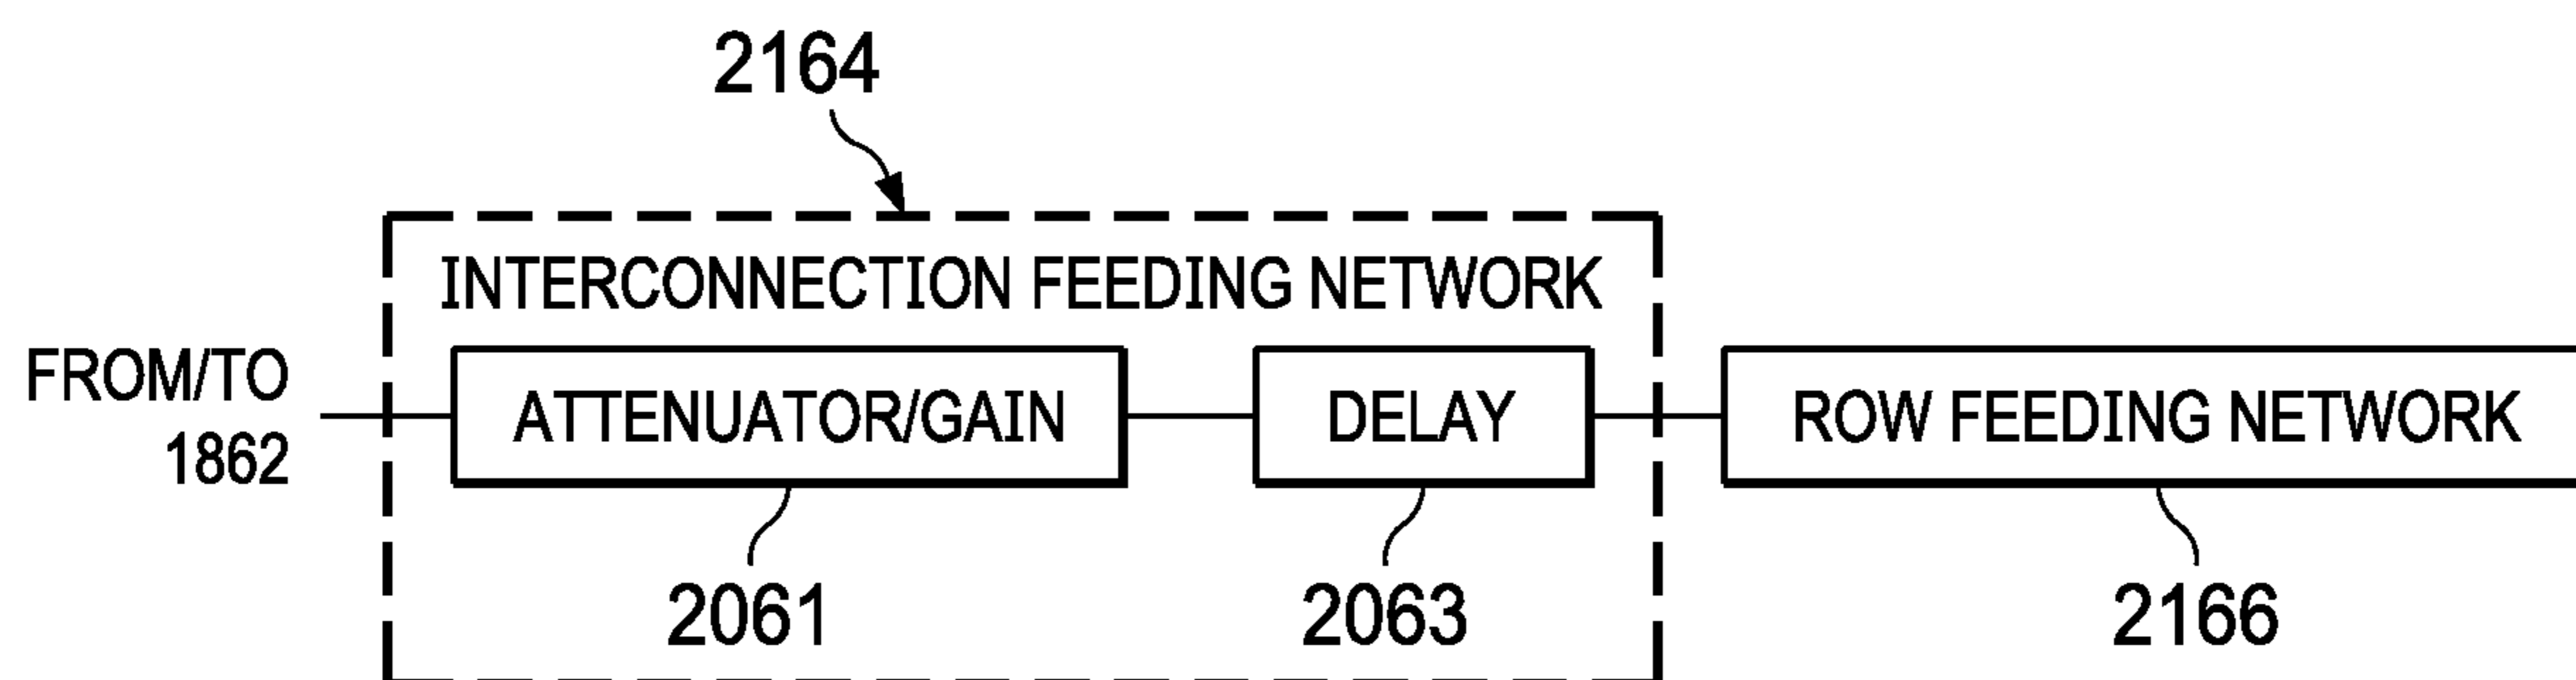 2164
INTERCONNECTION FEEDING NETWORK
FROM/TO
1862
ATTENUATOR/GAIN
DELAY
ROW FEEDING NETWORK
2061
2063
2166